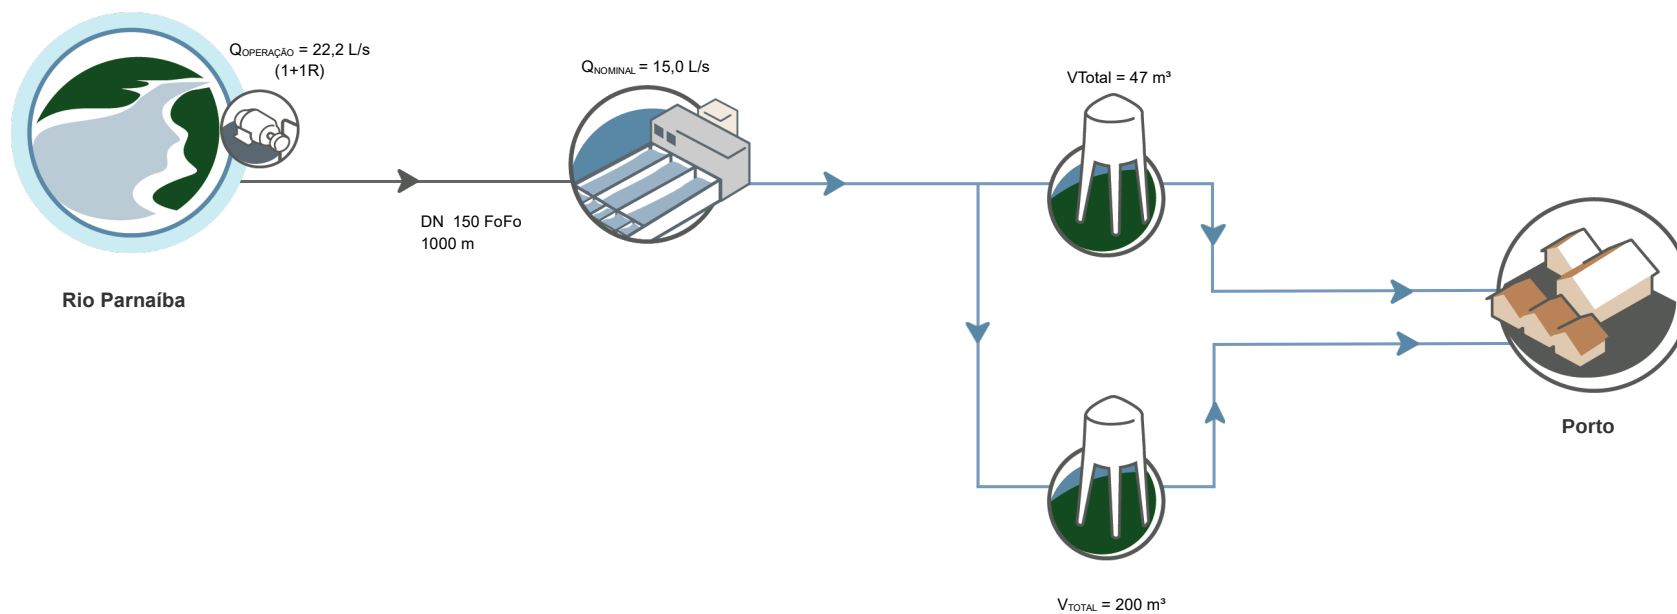 QOPERAÇÃO = 22,2 L/s
(1+1R)
QNOMINAL = 15,0 L/s
VTotal = 47 m³
DN 150 FoFo
1000 m
Rio Parnaíba
Porto
VTOTAL = 200 m³